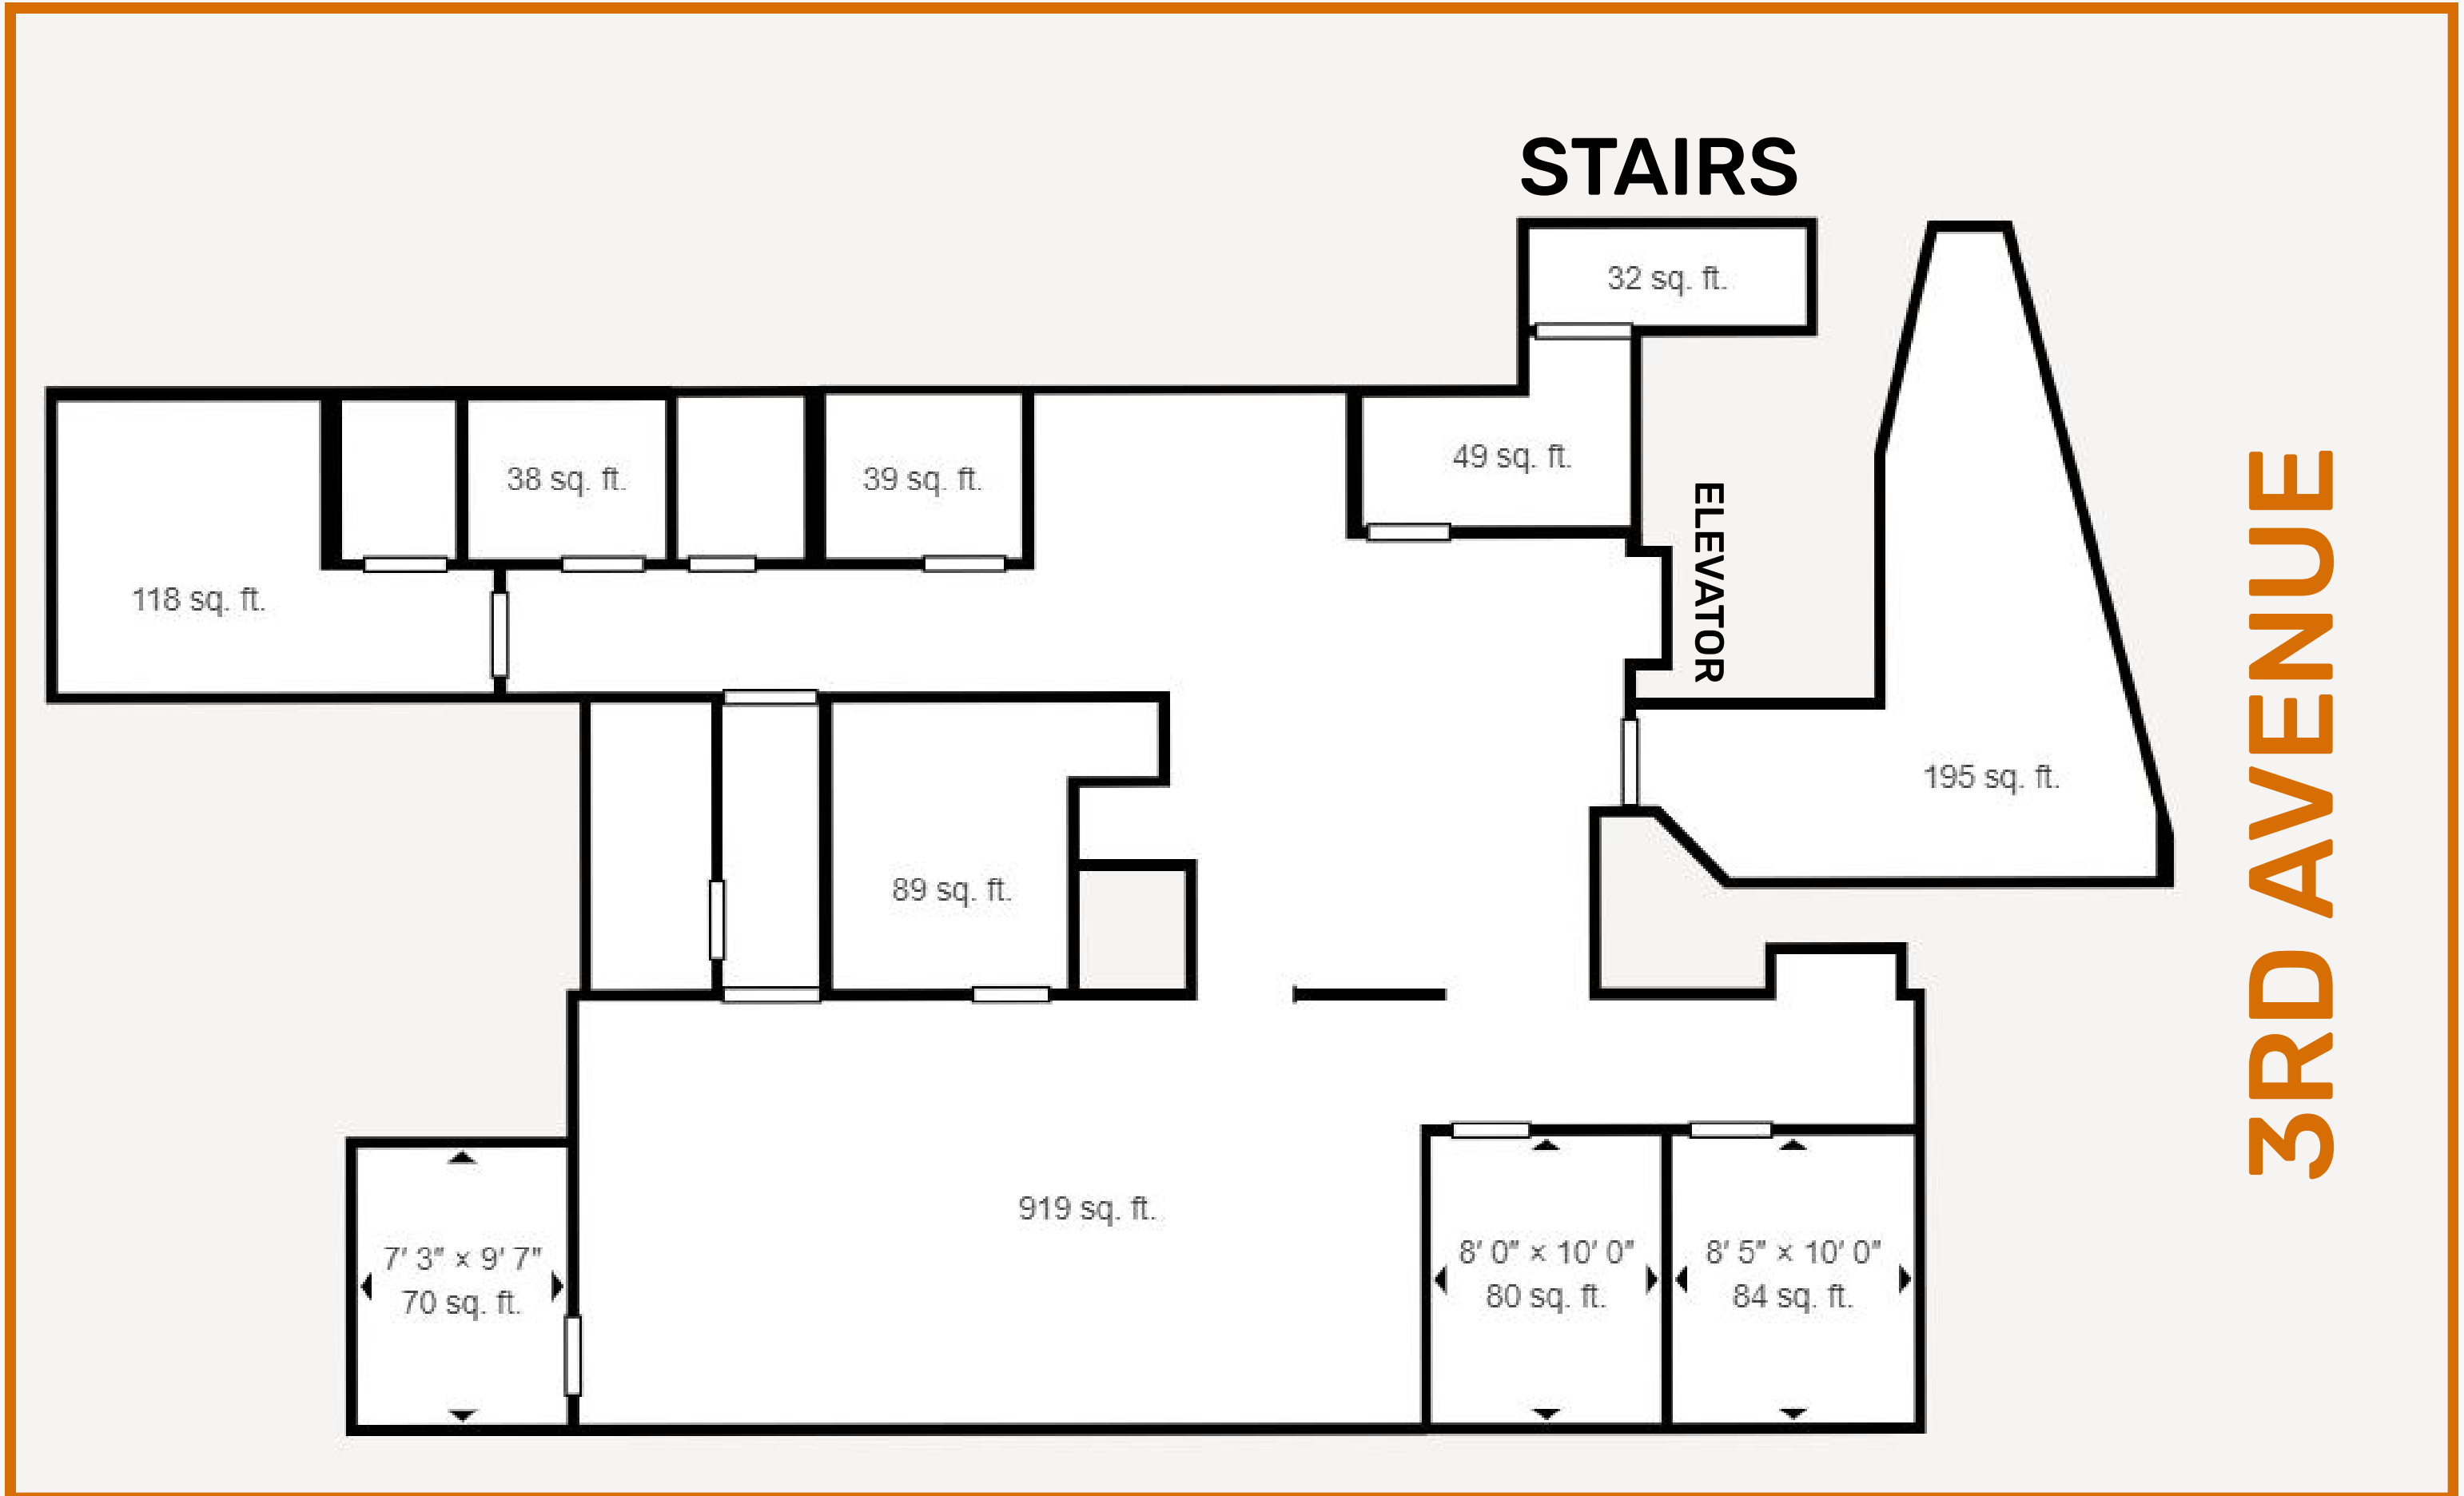 STAIRS
32 sq. ft.
49 sq. ft.
38 sq. ft.
39 sq. ft.
118 sq. ft.
ELEVATOR
195 sq. ft.
89 sq. ft.
3RD AVENUE
919 sq. ft.
7' 3" × 9' 7"
70 sq. ft.
8' 0" × 10' 0"
80 sq. ft.
8' 5" × 10' 0"
84 sq. ft.